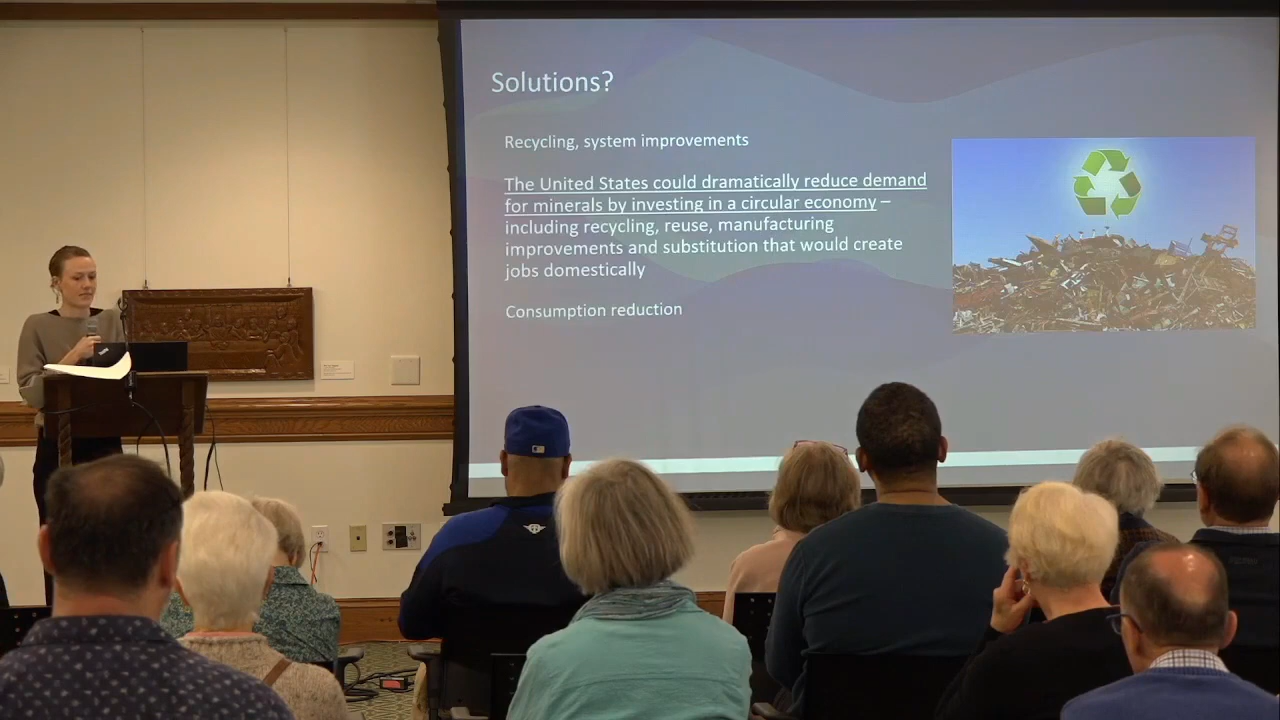 Solutions?
Recycling, system improvements
The United States could dramatically reduce demand
for minerals by investing in a circular economy –
including recycling, reuse, manufacturing
improvements and substitution that would create
jobs domestically
Consumption reduction